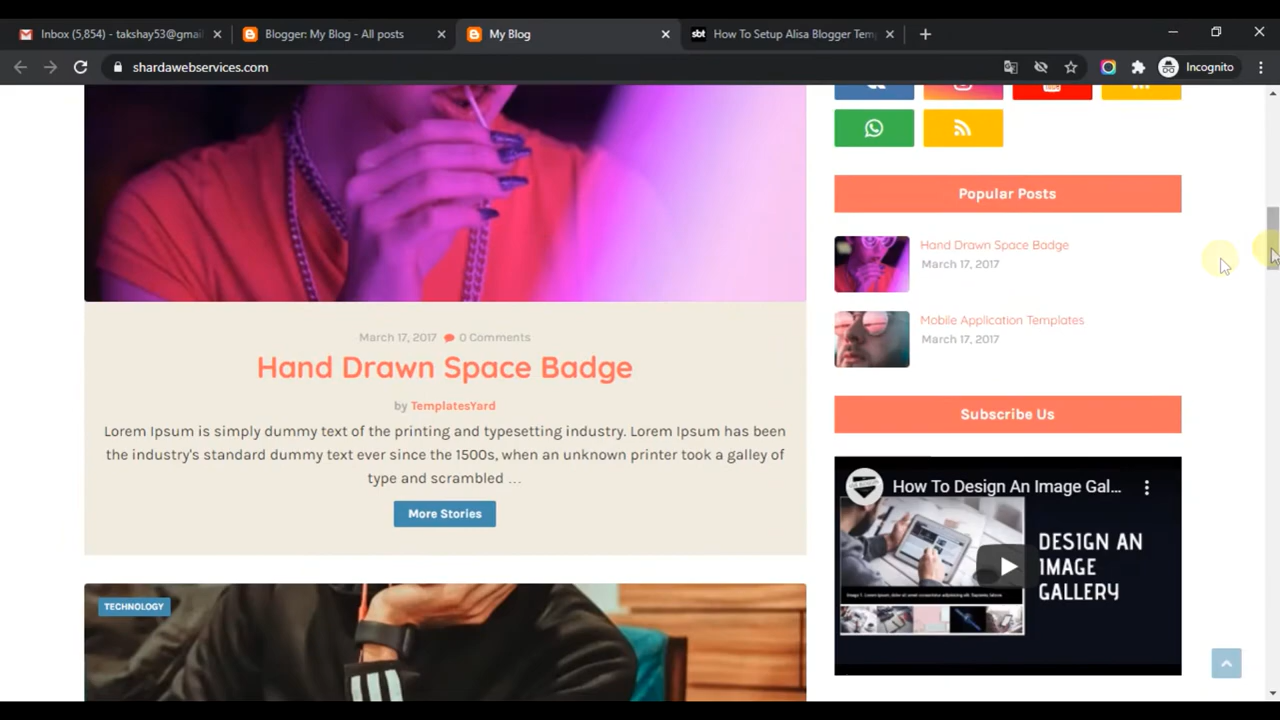 Inbox (5,854) - takshay53@gmai
Blogger: My Blog - All posts
My Blog
sbt
How To Setup Alisa Blogger Temp
shardawebservices.com
Incognito
Popular Posts
Hand Drawn Space Badge
March 17, 2017
Mobile Application Templates
March 17, 2017
March 17, 2017 0 Comments
Hand Drawn Space Badge
by TemplatesYard
Lorem Ipsum is simply dummy text of the printing and typesetting industry. Lorem Ipsum has been
the industry's standard dummy text ever since the 1500s, when an unknown printer took a galley of
type and scrambled ...
More Stories
Subscribe Us
How To Design An Image Gal...
DESIGN AN
IMAGE
GALLERY
TECHNOLOGY